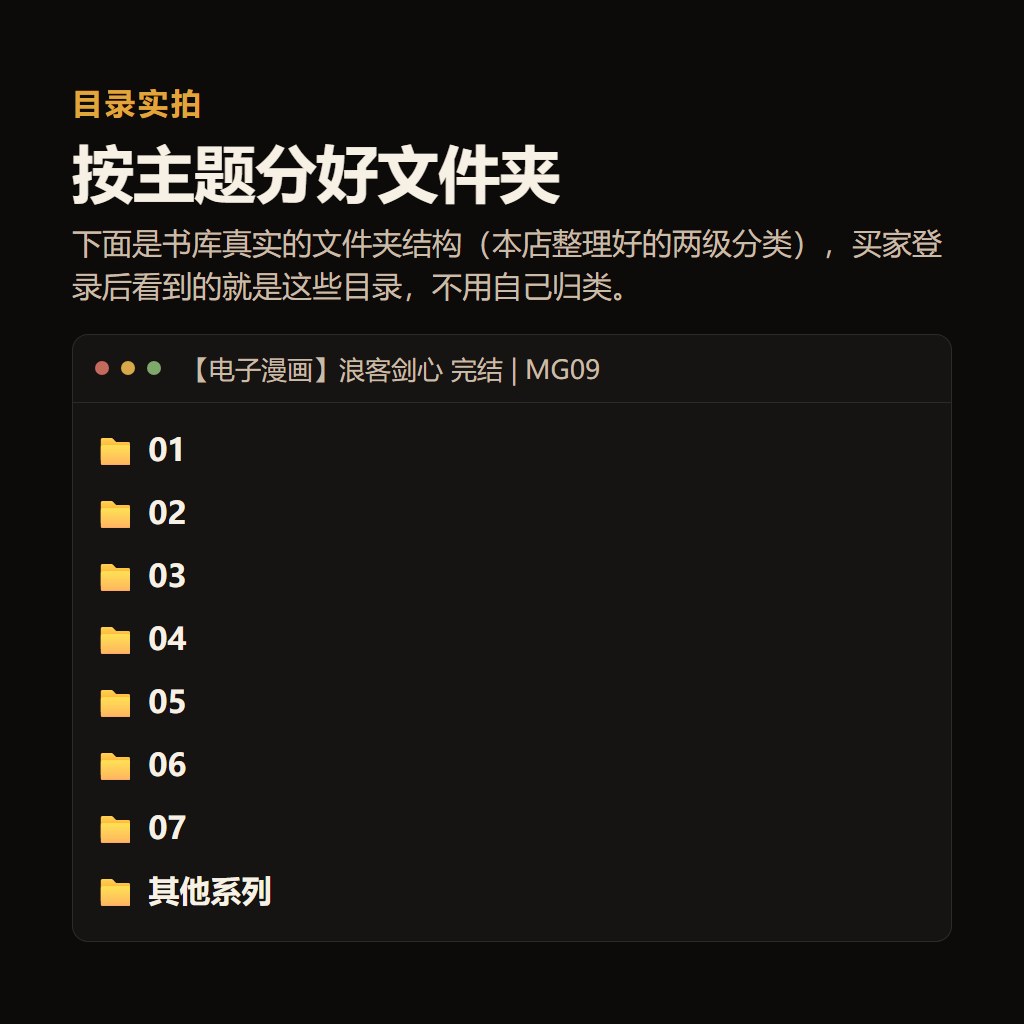 目录实拍
按主题分好文件夹
下面是书库真实的文件夹结构（本店整理好的两级分类），买家登
录后看到的就是这些目录，不用自己归类。
【电子漫画】浪客剑心 完结 | MG09
01
02
03
04
05
06
07
其他系列